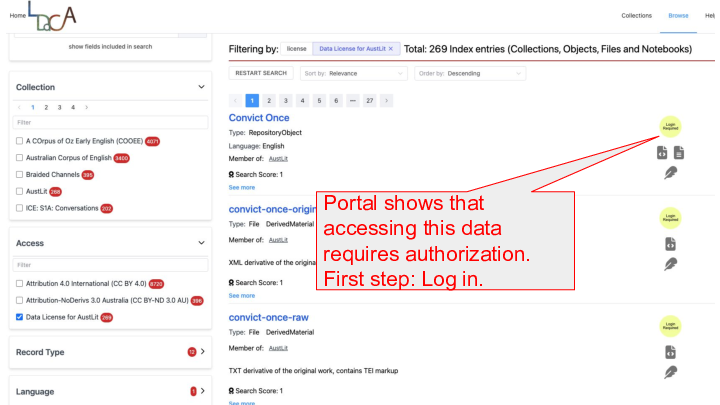 Home
LDCA
Collections
Browse
Hel
show fields included in search
Filtering by: license Data License for AustLit × Total: 269 Index entries (Collections, Objects, Files and Notebooks)
RESTART SEARCH
Sort by: Relevance
Order by: Descending
Collection
1 2 3 4
Filter
A COrpus of Oz Early English (COOEE) 4071
Australian Corpus of English 3400
Braided Channels 395
AustLit 268
ICE: S1A: Conversations 202
Access
Filter
Attribution 4.0 International (CC BY 4.0) 8720
Attribution-NoDerivs 3.0 Australia (CC BY-ND 3.0 AU) 396
Data License for AustLit 269
Record Type 12
Language 1
1 2 3 4 5 6 ••• 27
Convict Once
Type: RepositoryObject
Language: English
Member of: AustLit
Search Score: 1
See more
Login Required
convict-once-origin
Type: File DerivedMaterial
Member of: AustLit
XML derivative of the origina
Search Score: 1
See more
Login Required
convict-once-raw
Type: File DerivedMaterial
Member of: AustLit
TXT derivative of the original work, contains TEI markup
Search Score: 1
See more
Login Required
Portal shows that
accessing this data
requires authorization.
First step: Log in.